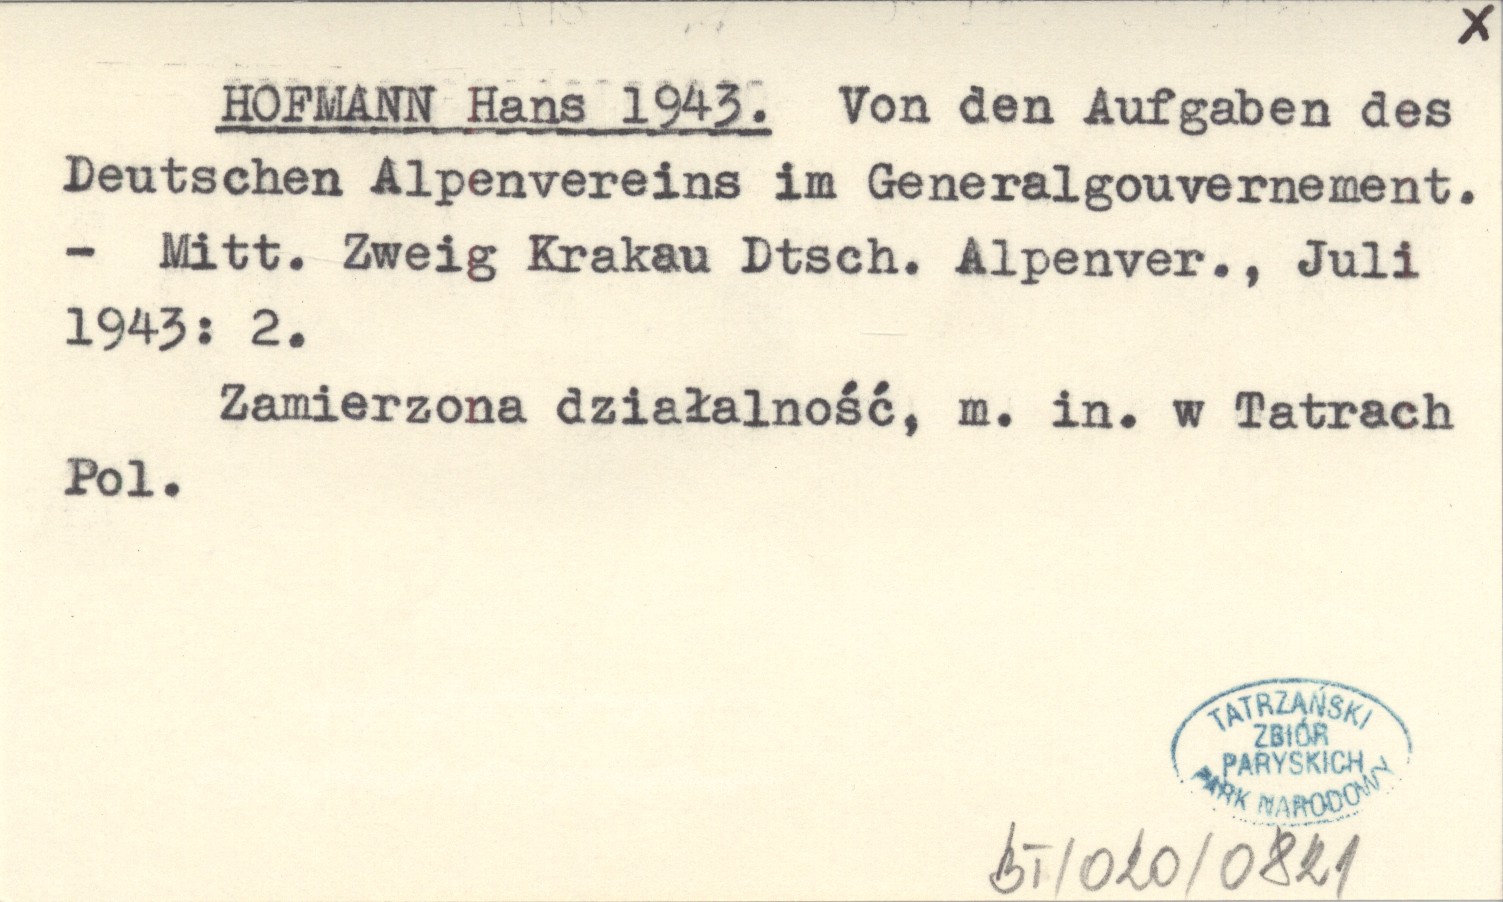 X
HOFMANN Hans 1943. Von den Aufgaben des
Deutschen Alpenvereins im Generalgouvernement.
- Mitt. Zweig Krakau Dtsch. Alpenver., Juli
1943: 2.
Zamierzona działalność, m. in. w Tatrach
Pol.
TATRZAŃSKI
ZBIÓR
PARYSKICH
PARK NARODOWY
BT/020/0821